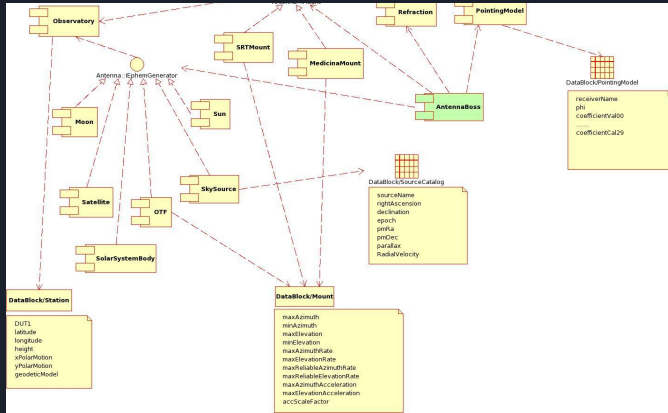 Refraction
PointingModel
Observatory
SRTMount
MedicinaMount
Antenna::IEphemGenerator
DataBlock/PointingModel
AntennaBoss
receiverName
phi
coefficientVal00
.......
coefficientCal29
Moon
Sun
DataBlock/SourceCatalog
SkySource
sourceName
rightAscension
declination
epoch
pmRa
pmDec
parallax
RadialVelocity
Satellite
OTF
SolarSystemBody
DataBlock/Station
DUT1
latitude
longitude
height
xPolarMotion
yPolarMotion
geodeticModel
DataBlock/Mount
maxAzimuth
minAzimuth
maxElevation
minElevation
maxAzimuthRate
maxElevationRate
maxReliableAzimuthRate
maxReliableElevationRate
maxAzimuthAcceleration
maxElevationAcceleration
accScaleFactor